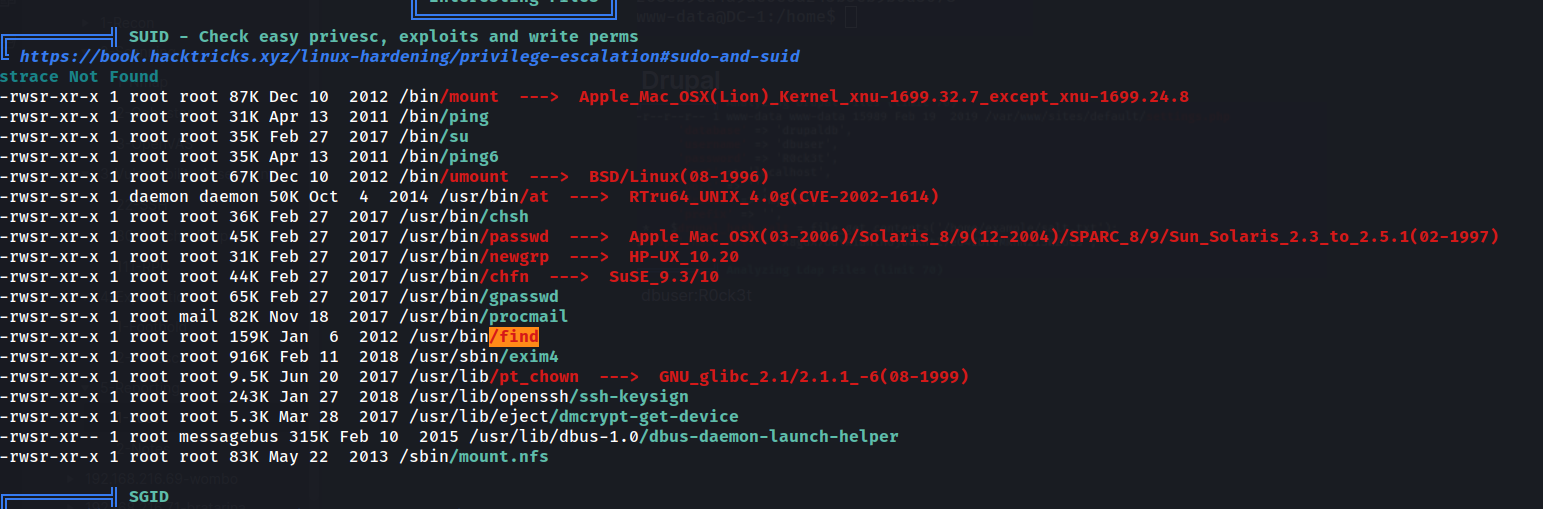 Interesting Files
www-data@DC-1:/home$
SUID - Check easy privesc, exploits and write perms
https://book.hacktricks.xyz/linux-hardening/privilege-escalation#sudo-and-suid
strace Not Found
Drupal
-rwsr-xr-x 1 root root 87K Dec 10  2012 /bin/mount  --->  Apple_Mac_OSX(Lion)_Kernel_xnu-1699.32.7_except_xnu-1699.24.8
-rwsr-xr-x 1 root root 31K Apr 13  2011 /bin/ping
-rwsr-xr-x 1 root root 35K Feb 27  2017 /bin/su
-rwsr-xr-x 1 root root 35K Apr 13  2011 /bin/ping6
-rwsr-xr-x 1 root root 67K Dec 10  2012 /bin/umount  --->  BSD/Linux(08-1996)
-rwsr-sr-x 1 daemon daemon 50K Oct  4  2014 /usr/bin/at  --->  RTru64_UNIX_4.0g(CVE-2002-1614)
-rwsr-xr-x 1 root root 36K Feb 27  2017 /usr/bin/chsh
-rwsr-xr-x 1 root root 45K Feb 27  2017 /usr/bin/passwd  --->  Apple_Mac_OSX(03-2006)/Solaris_8/9(12-2004)/SPARC_8/9/Sun_Solaris_2.3_to_2.5.1(02-1997)
-rwsr-xr-x 1 root root 31K Feb 27  2017 /usr/bin/newgrp  --->  HP-UX_10.20
-rwsr-xr-x 1 root root 44K Feb 27  2017 /usr/bin/chfn  --->  SuSE_9.3/10
-rwsr-xr-x 1 root root 65K Feb 27  2017 /usr/bin/gpasswd
dbuser:R0ck3t
-rwsr-sr-x 1 root mail 82K Nov 18  2017 /usr/bin/procmail
-rwsr-xr-x 1 root root 159K Jan  6  2012 /usr/bin/find
-rwsr-xr-x 1 root root 916K Feb 11  2018 /usr/sbin/exim4
-rwsr-xr-x 1 root root 9.5K Jun 20  2017 /usr/lib/pt_chown  --->  GNU_glibc_2.1/2.1.1_-6(08-1999)
-rwsr-xr-x 1 root root 243K Jan 27  2018 /usr/lib/openssh/ssh-keysign
-rwsr-xr-x 1 root root 5.3K Mar 28  2017 /usr/lib/eject/dmcrypt-get-device
-rwsr-xr-- 1 root messagebus 315K Feb 10  2015 /usr/lib/dbus-1.0/dbus-daemon-launch-helper
-rwsr-xr-x 1 root root 83K May 22  2013 /sbin/mount.nfs
SGID